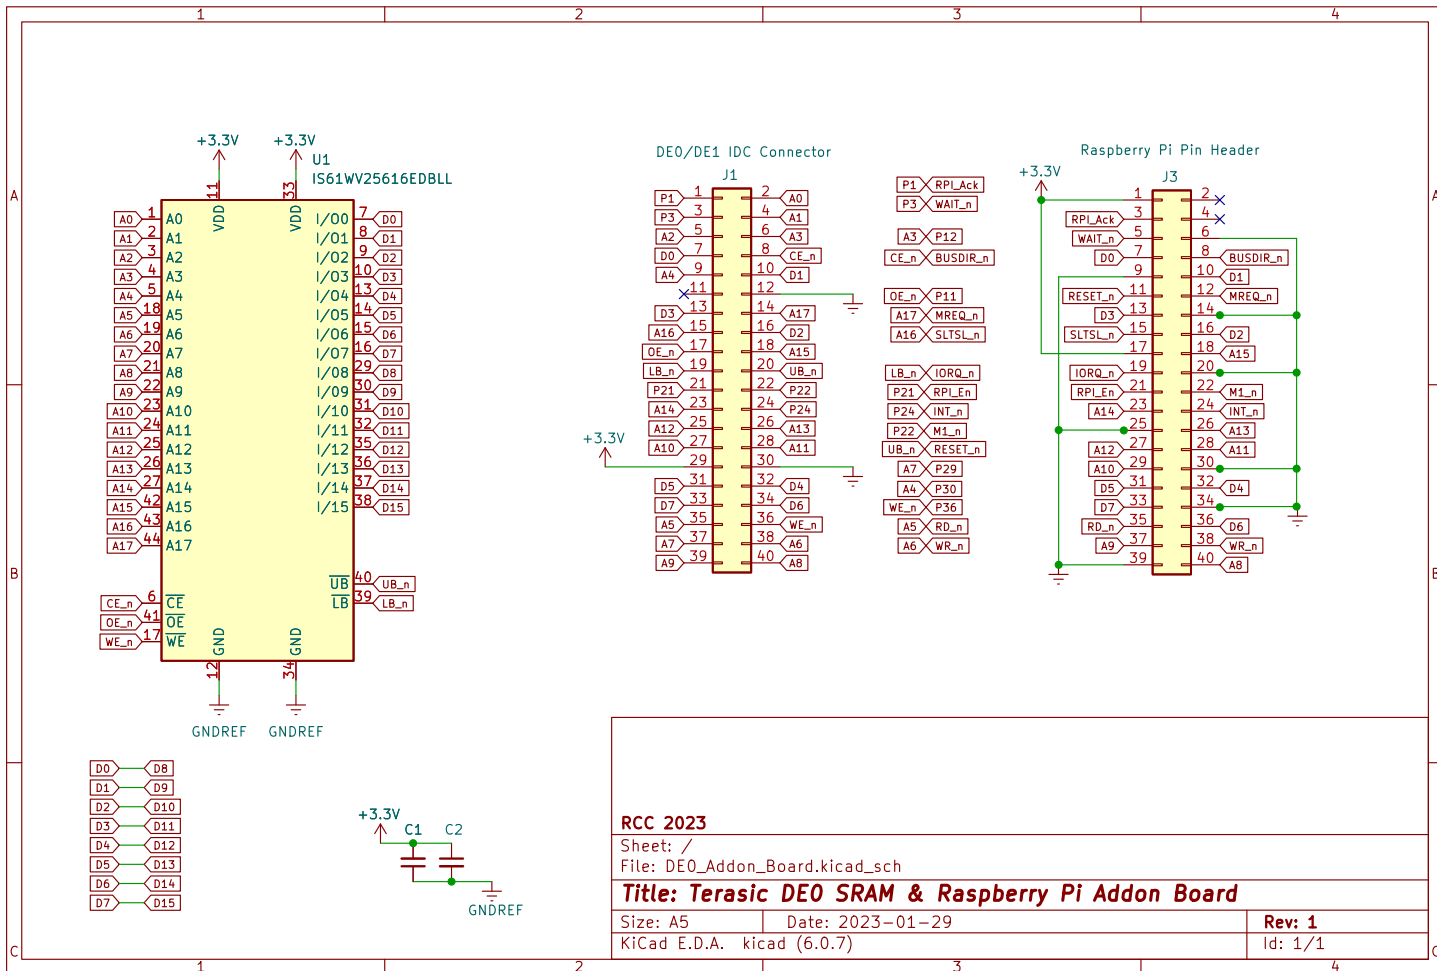 1 2 3 4
A A
B B
C C
+3.3V +3.3V
U1
IS61WV25616EDBLL
11 33
VDD VDD
A0 1 A0 I/O0 7 D0
A1 2 A1 I/O1 8 D1
A2 3 A2 I/O2 9 D2
A3 4 A3 I/O3 10 D3
A4 5 A4 I/O4 13 D4
A5 18 A5 I/O5 14 D5
A6 19 A6 I/O6 15 D6
A7 20 A7 I/O7 16 D7
A8 21 A8 I/O8 29 D8
A9 22 A9 I/O9 30 D9
A10 23 A10 I/10 31 D10
A11 24 A11 I/11 32 D11
A12 25 A12 I/12 35 D12
A13 26 A13 I/13 36 D13
A14 27 A14 I/14 37 D14
A15 42 A15 I/15 38 D15
A16 43 A16
A17 44 A17
UB 40 UB_n
CE_n 6 CE LB 39 LB_n
OE_n 41 OE
WE_n 17 WE
GND GND
12 34
GNDREF GNDREF
D0 D8
D1 D9
D2 D10
D3 D11
D4 D12
D5 D13
D6 D14
D7 D15
+3.3V
C1 C2
GNDREF
DE0/DE1 IDC Connector
J1
P1 1 2 A0
P3 3 4 A1
A2 5 6 A3
D0 7 8 CE_n
A4 9 10 D1
11 12
D3 13 14 A17
A16 15 16 D2
OE_n 17 18 A15
LB_n 19 20 UB_n
P21 21 22 P22
A14 23 24 P24
A12 25 26 A13
A10 27 28 A11
+3.3V
29 30
D5 31 32 D4
D7 33 34 D6
A5 35 36 WE_n
A7 37 38 A6
A9 39 40 A8
P1 RPI_Ack
P3 WAIT_n
A3 P12
CE_n BUSDIR_n
OE_n P11
A17 MREQ_n
A16 SLTSL_n
LB_n IORQ_n
P21 RPI_En
P24 INT_n
P22 M1_n
UB_n RESET_n
A7 P29
A4 P30
WE_n P36
A5 RD_n
A6 WR_n
Raspberry Pi Pin Header
+3.3V J3
1 2
RPI_Ack 3 4
WAIT_n 5 6
D0 7 8 BUSDIR_n
9 10 D1
RESET_n 11 12 MREQ_n
D3 13 14
SLTSL_n 15 16 D2
17 18 A15
IORQ_n 19 20
RPI_En 21 22 M1_n
A14 23 24 INT_n
25 26 A13
A12 27 28 A11
A10 29 30
D5 31 32 D4
D7 33 34
RD_n 35 36 D6
A9 37 38 WR_n
39 40 A8
RCC 2023
Sheet: /
File: DE0_Addon_Board.kicad_sch
Title: Terasic DE0 SRAM & Raspberry Pi Addon Board
Size: A5 Date: 2023-01-29 Rev: 1
KiCad E.D.A. kicad (6.0.7) Id: 1/1
1 2 3 4